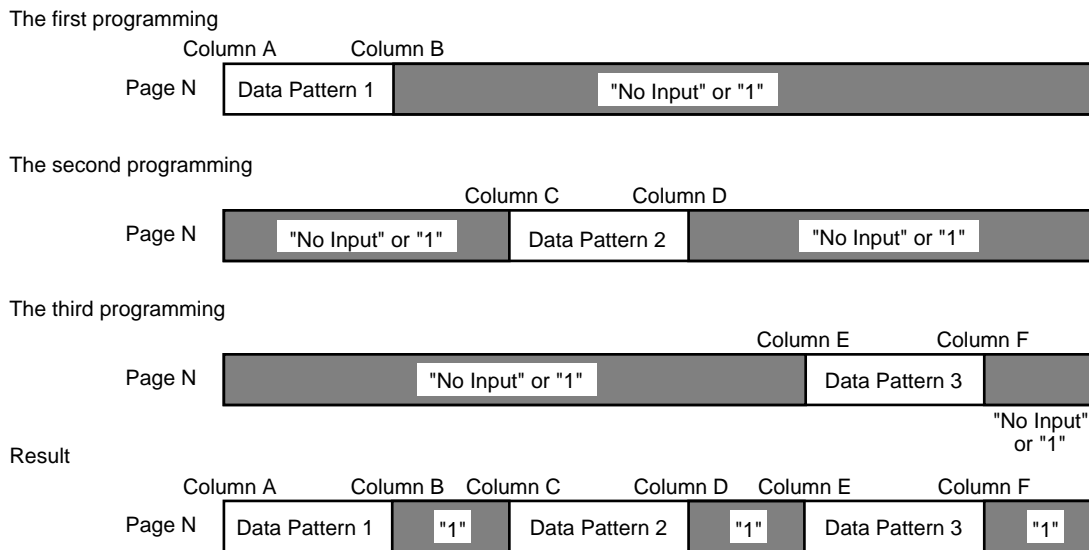 The first programming
Column A Column B
Page N Data Pattern 1 "No Input" or "1"
The second programming
Column C Column D
Page N "No Input" or "1" Data Pattern 2 "No Input" or "1"
The third programming
Column E Column F
Page N "No Input" or "1" Data Pattern 3
"No Input"
or "1"
Result
Column A Column B Column C Column D Column E Column F
Page N Data Pattern 1 "1" Data Pattern 2 "1" Data Pattern 3 "1"